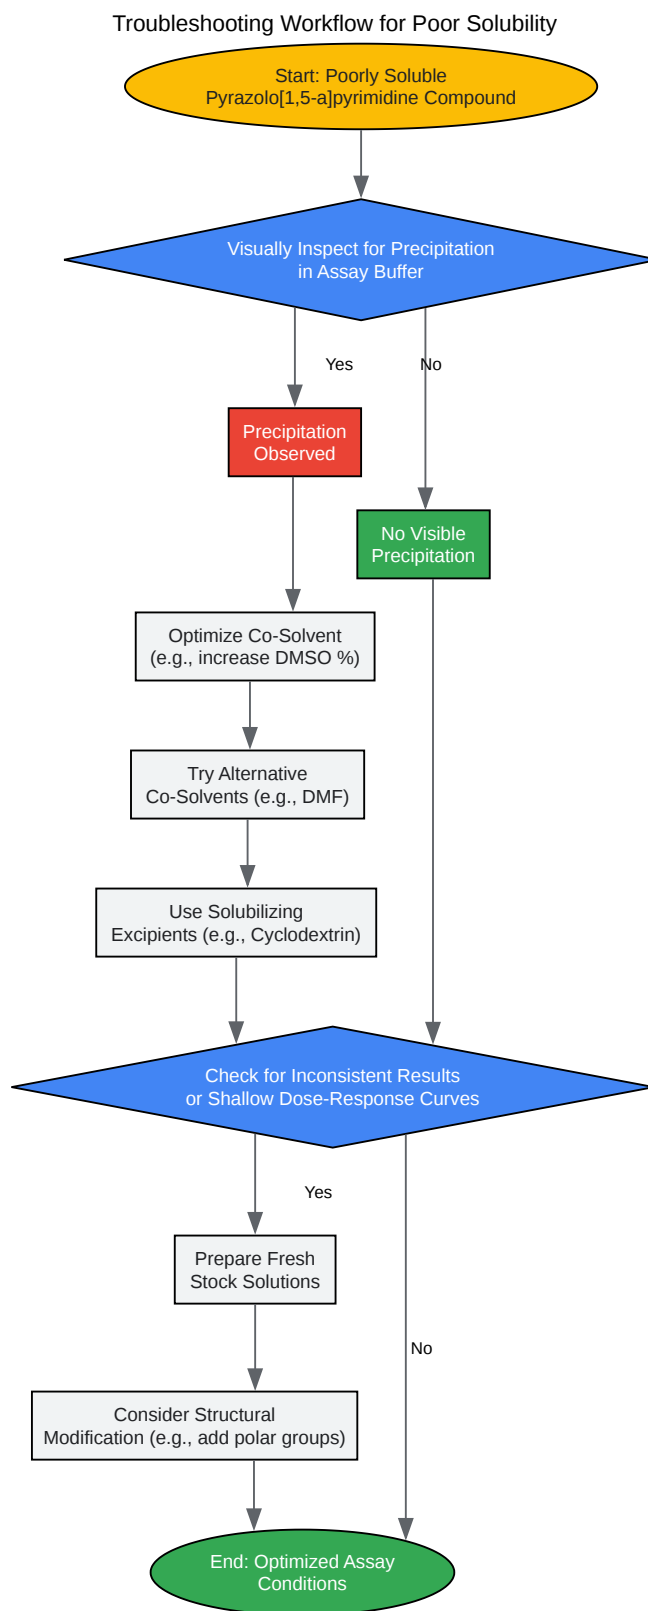 Troubleshooting Workflow for Poor Solubility
Start: Poorly Soluble
Pyrazolo[1,5-a]pyrimidine Compound
Visually Inspect for Precipitation
in Assay Buffer
Yes
No
Precipitation
Observed
No Visible
Precipitation
Optimize Co-Solvent
(e.g., increase DMSO %)
Try Alternative
Co-Solvents (e.g., DMF)
Use Solubilizing
Excipients (e.g., Cyclodextrin)
Check for Inconsistent Results
or Shallow Dose-Response Curves
Yes
Prepare Fresh
Stock Solutions
No
Consider Structural
Modification (e.g., add polar groups)
End: Optimized Assay
Conditions